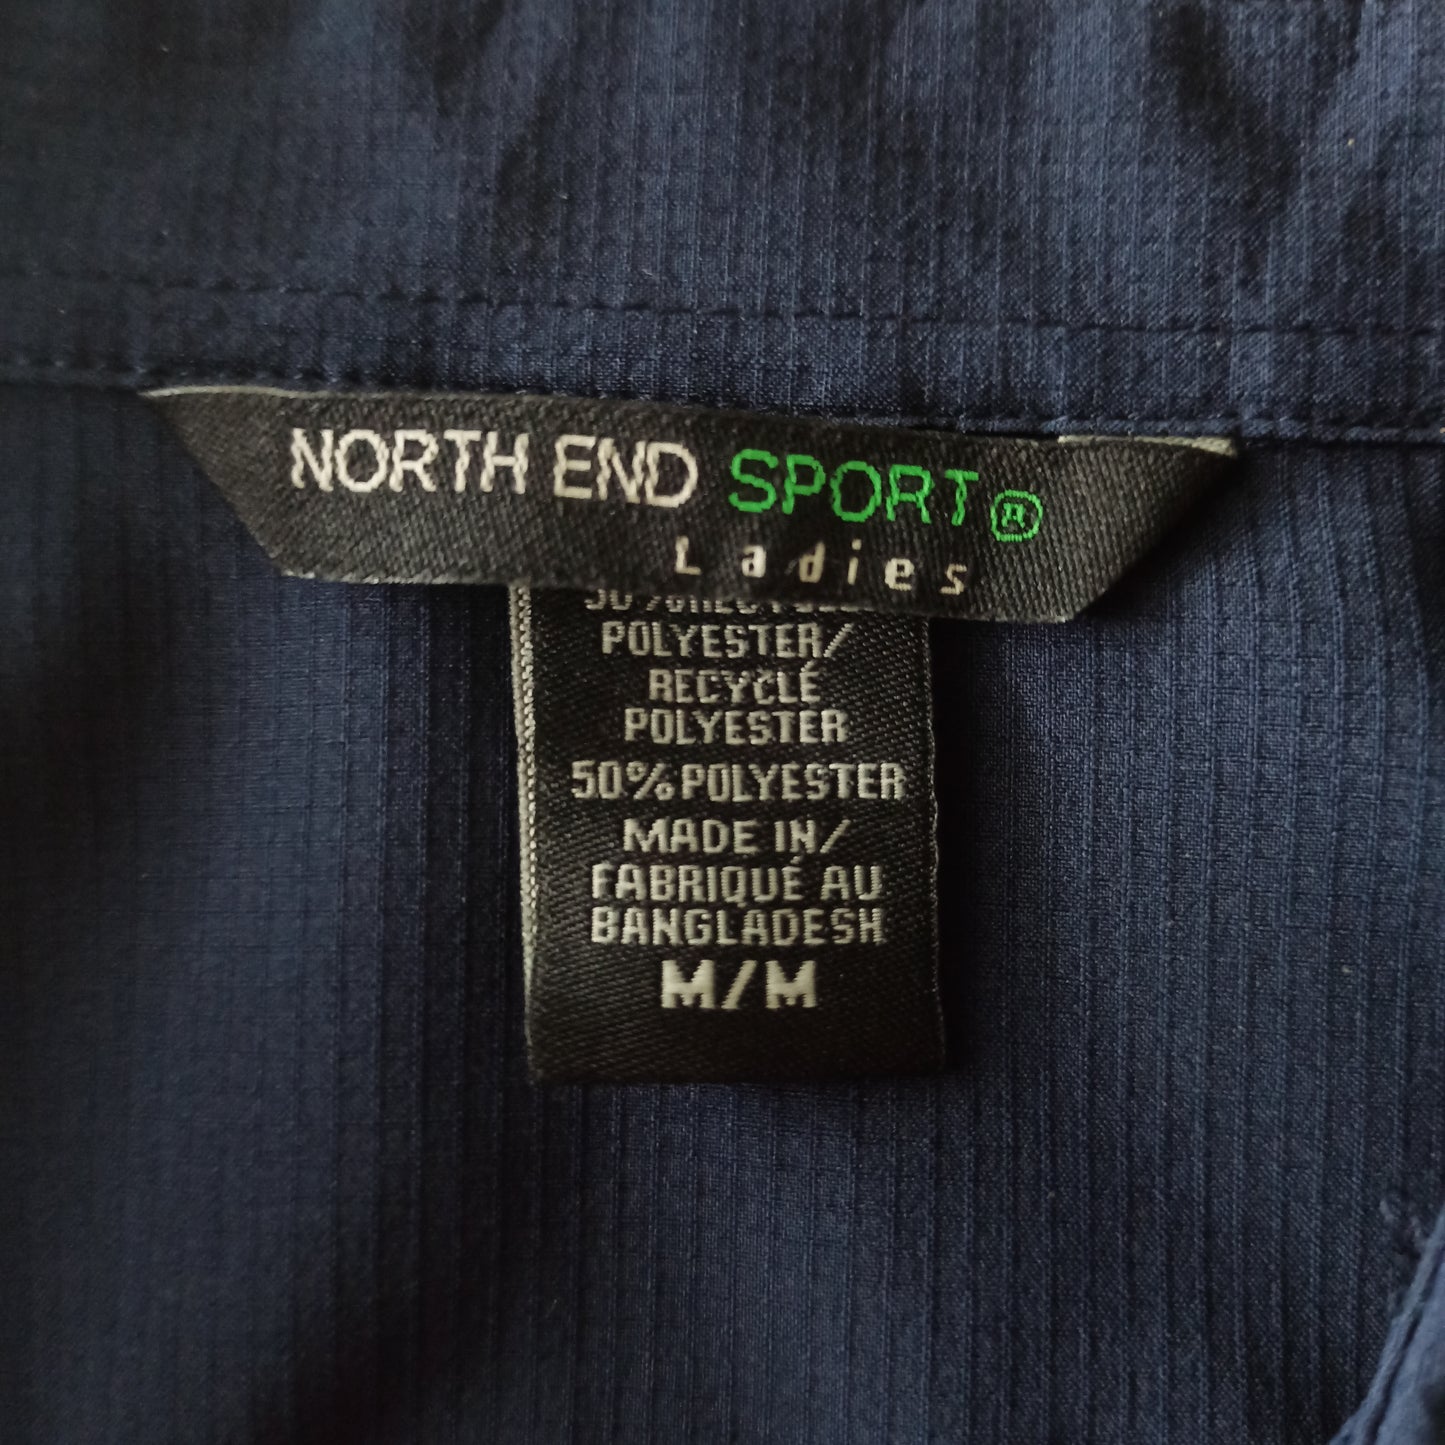 NORTH END SPORT®
Ladies
POLYESTER/
RECYCLÉ
POLYESTER
50% POLYESTER
MADE IN/
FABRIQUÉ AU
BANGLADESH
M/M